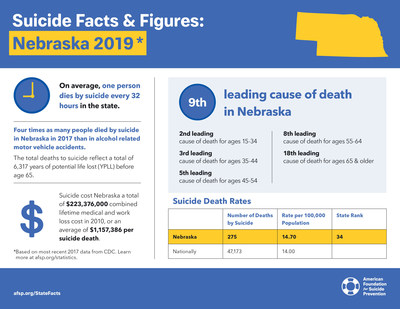 Suicide Facts & Figures:
Nebraska 2019 *
On average, one person
dies by suicide every 32
hours in the state.
Four times as many people died by suicide
in Nebraska in 2017 than in alcohol related
motor vehicle accidents.
The total deaths to suicide reflect a total of
6,317 years of potential life lost (YPLL) before
age 65.
$
Suicide cost Nebraska a total
of $223,376,000 combined
lifetime medical and work
loss cost in 2010, or an
average of $1,157,386 per
suicide death.
*Based on most recent 2017 data from CDC. Learn
more at afsp.org/statistics.
9th
leading cause of death
in Nebraska
2nd leading
cause of death for ages 15-34
3rd leading
cause of death for ages 35-44
5th leading
cause of death for ages 45-54
8th leading
cause of death for ages 55-64
18th leading
cause of death for ages 65 & older
Suicide Death Rates
Number of Deaths by Suicide Rate per 100,000 Population State Rank
Nebraska 275 14.70 34
Nationally 47,173 14.00
afsp.org/StateFacts
American
Foundation
for Suicide
Prevention